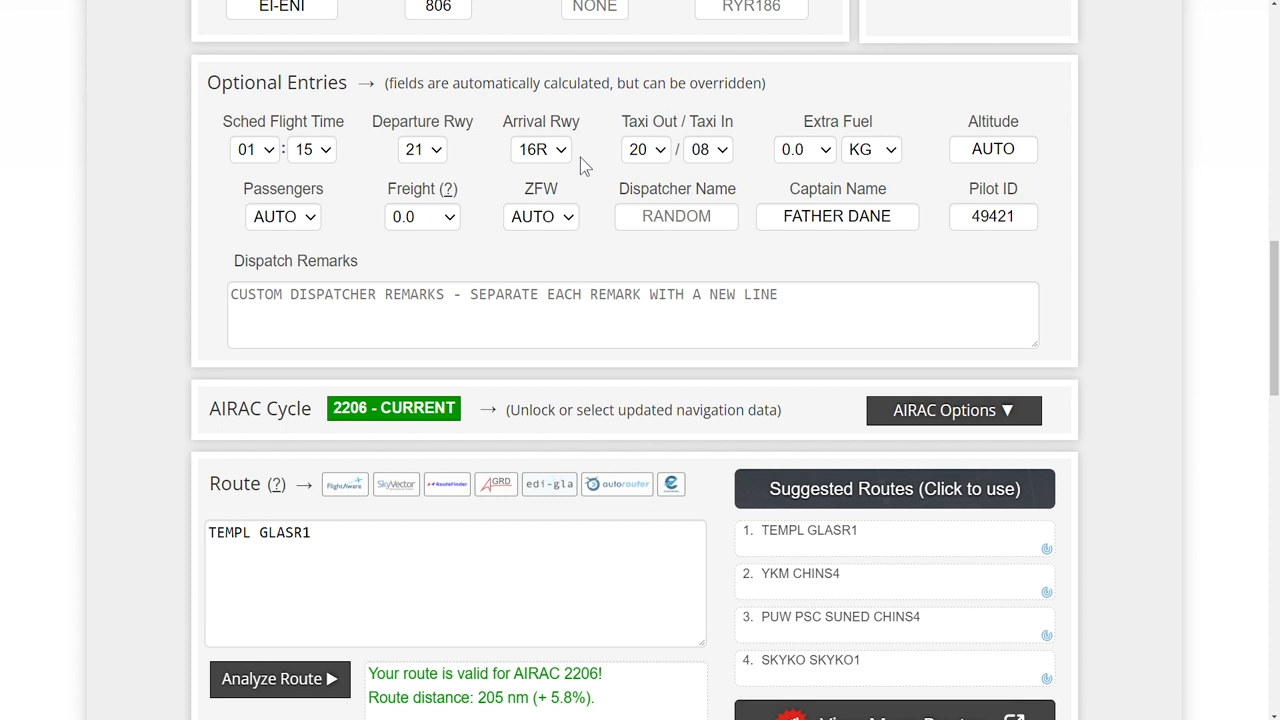 EI-ENI 806 NONE RYR186
Optional Entries → (fields are automatically calculated, but can be overridden)
Sched Flight Time Departure Rwy Arrival Rwy Taxi Out / Taxi In Extra Fuel Altitude
01 : 15 21 16R 20 / 08 0.0 KG AUTO
Passengers Freight (?) ZFW Dispatcher Name Captain Name Pilot ID
AUTO 0.0 AUTO RANDOM FATHER DANE 49421
Dispatch Remarks
CUSTOM DISPATCHER REMARKS - SEPARATE EACH REMARK WITH A NEW LINE
AIRAC Cycle 2206 - CURRENT → (Unlock or select updated navigation data) AIRAC Options ▼
Route (?) → FlightAware SkyVector RouteFinder GRD edi-gla autorouter
TEMPL GLASR1
Analyze Route ▶
Your route is valid for AIRAC 2206!
Route distance: 205 nm (+ 5.8%).
Suggested Routes (Click to use)
1. TEMPL GLASR1
2. YKM CHINS4
3. PUW PSC SUNED CHINS4
4. SKYKO SKYKO1